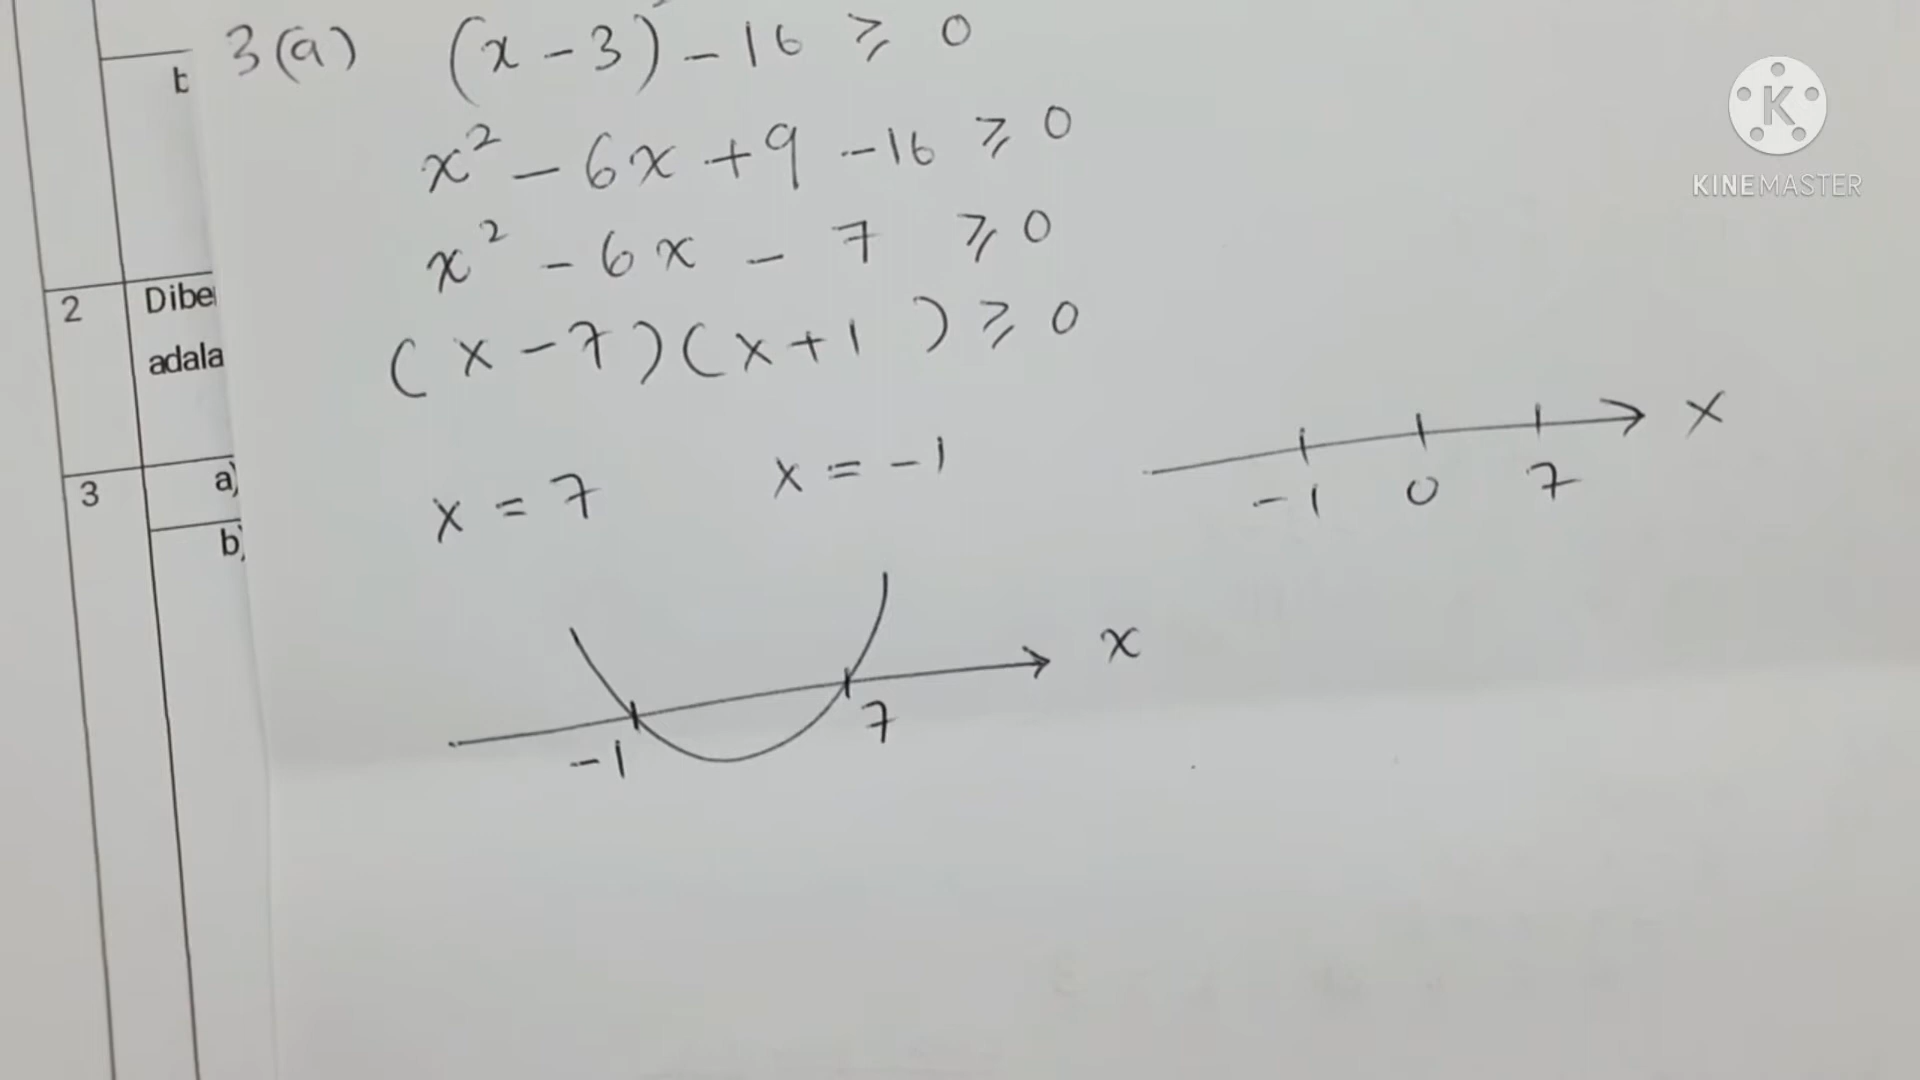 3(a) (x - 3) - 16 ⩾ 0
x² - 6x + 9 - 16 ⩾ 0
x² - 6x - 7 ⩾ 0
(x - 7)(x + 1) ⩾ 0
x = 7 x = -1
-1 0 7 x
-1 7 x
b
2 Dibe
adala
3 a)
b)
KINEMASTER